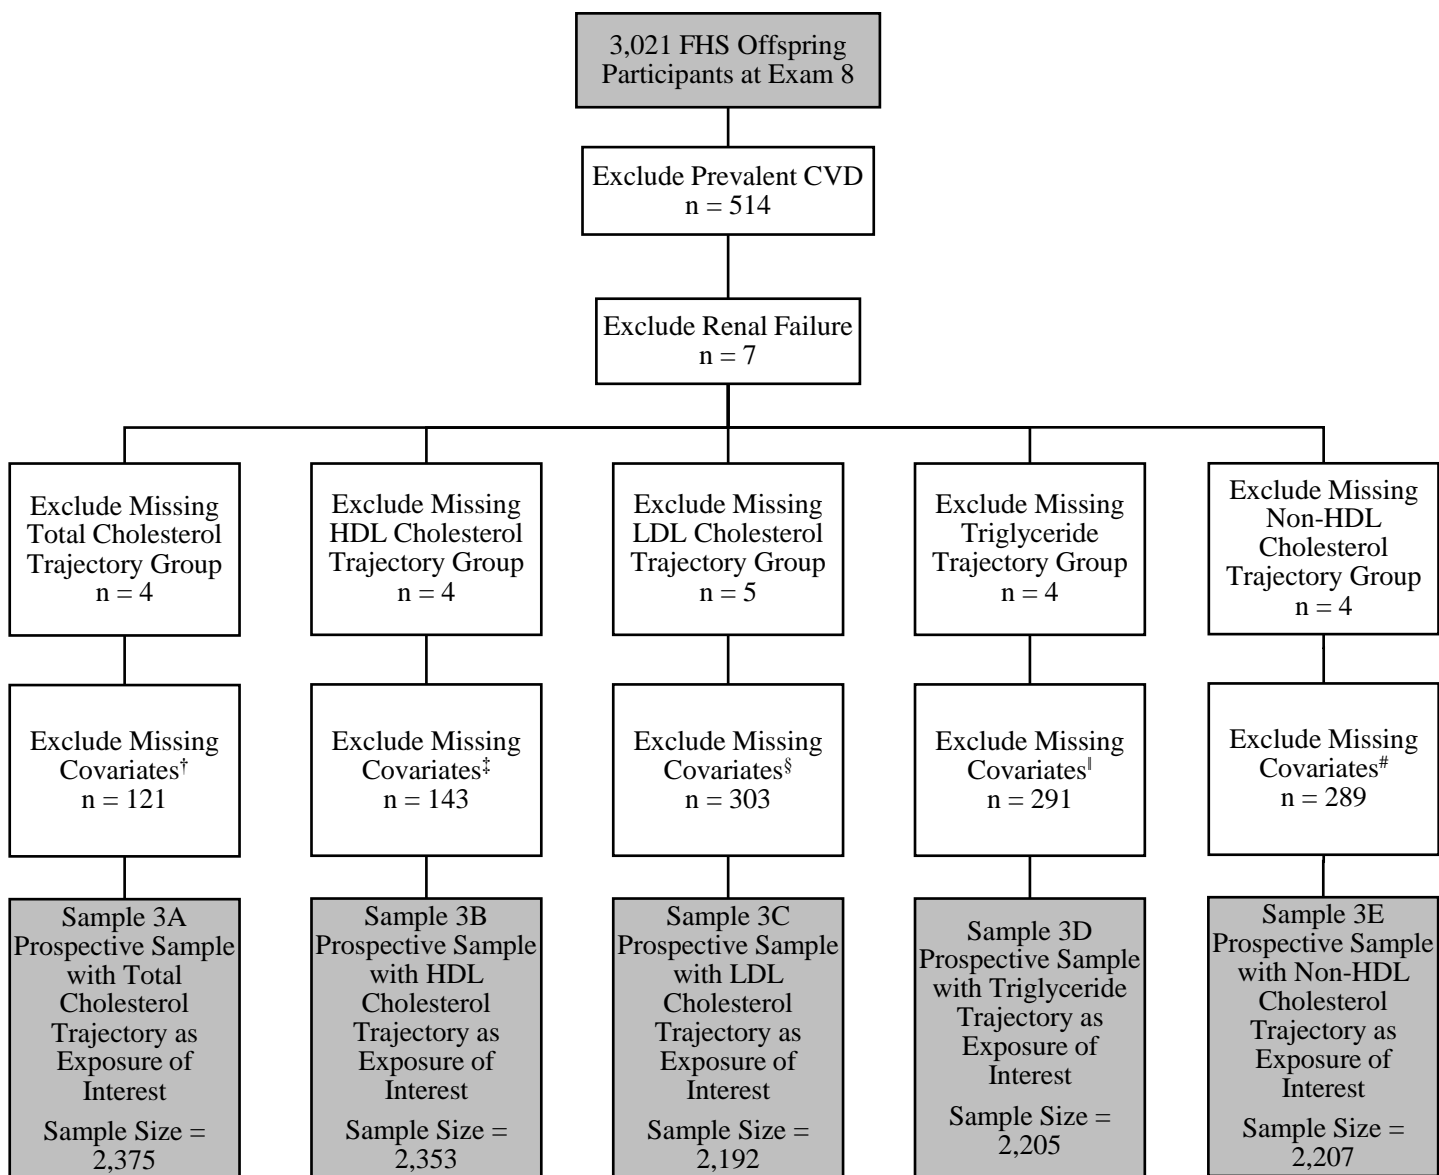 3,021 FHS Offspring
Participants at Exam 8
Exclude Prevalent CVD
n = 514
Exclude Renal Failure
n = 7
Exclude Missing
Total Cholesterol
Trajectory Group
n = 4
Exclude Missing
HDL Cholesterol
Trajectory Group
n = 4
Exclude Missing
LDL Cholesterol
Trajectory Group
n = 5
Exclude Missing
Triglyceride
Trajectory Group
n = 4
Exclude Missing
Non-HDL
Cholesterol
Trajectory Group
n = 4
Exclude Missing
Covariates†
n = 121
Exclude Missing
Covariates‡
n = 143
Exclude Missing
Covariates§
n = 303
Exclude Missing
Covariates‖
n = 291
Exclude Missing
Covariates#
n = 289
Sample 3A
Prospective Sample
with Total
Cholesterol
Trajectory as
Exposure of
Interest
Sample Size =
2,375
Sample 3B
Prospective Sample
with HDL
Cholesterol
Trajectory as
Exposure of
Interest
Sample Size =
2,353
Sample 3C
Prospective Sample
with LDL
Cholesterol
Trajectory as
Exposure of
Interest
Sample Size =
2,192
Sample 3D
Prospective Sample
with Triglyceride
Trajectory as
Exposure of
Interest
Sample Size =
2,205
Sample 3E
Prospective Sample
with Non-HDL
Cholesterol
Trajectory as
Exposure of
Interest
Sample Size =
2,207